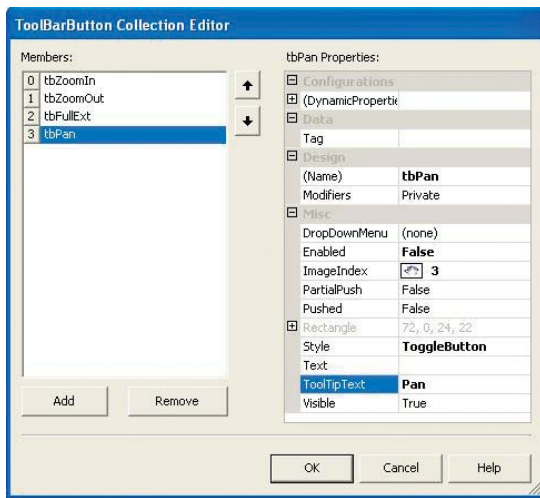 ToolBarButton Collection Editor
Members:
0 tbZoomIn
1 tbZoomOut
2 tbFullExt
3 tbPan
Add Remove
tbPan Properties:
Configurations
(DynamicPropertie
Data
Tag
Design
(Name) tbPan
Modifiers Private
Misc
DropDownMenu (none)
Enabled False
ImageIndex 3
PartialPush False
Pushed False
Rectangle 72, 0, 24, 22
Style ToggleButton
Text
ToolTipText Pan
Visible True
OK Cancel Help